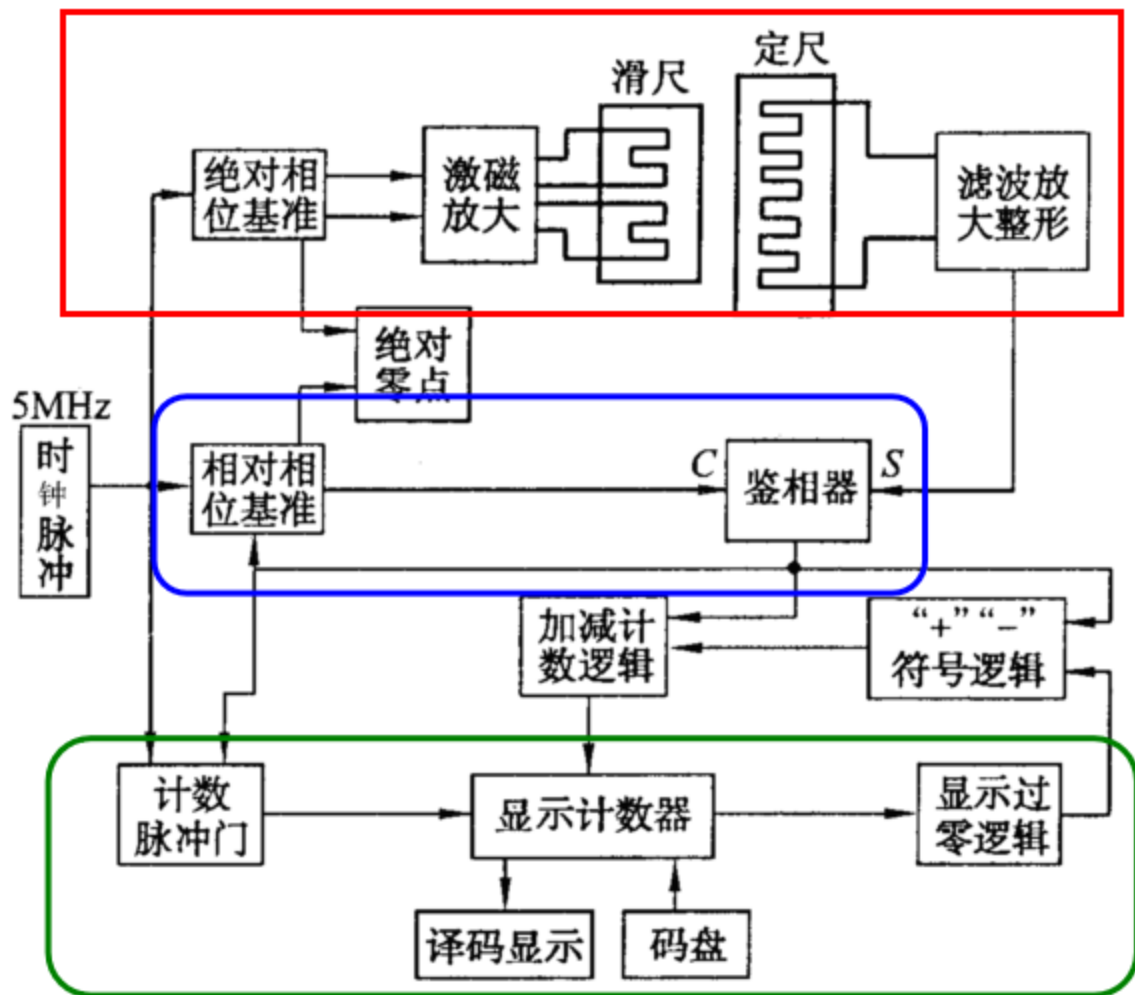 滑尺
定尺
绝对相
位基准
激磁
放大
滤波放
大整形
绝对
零点
5MHz
时
钟
脉
冲
相对相
位基准
C
鉴相器
S
加减计
数逻辑
“+”“−”
符号逻辑
计数
脉冲门
显示计数器
显示过
零逻辑
译码显示
码盘